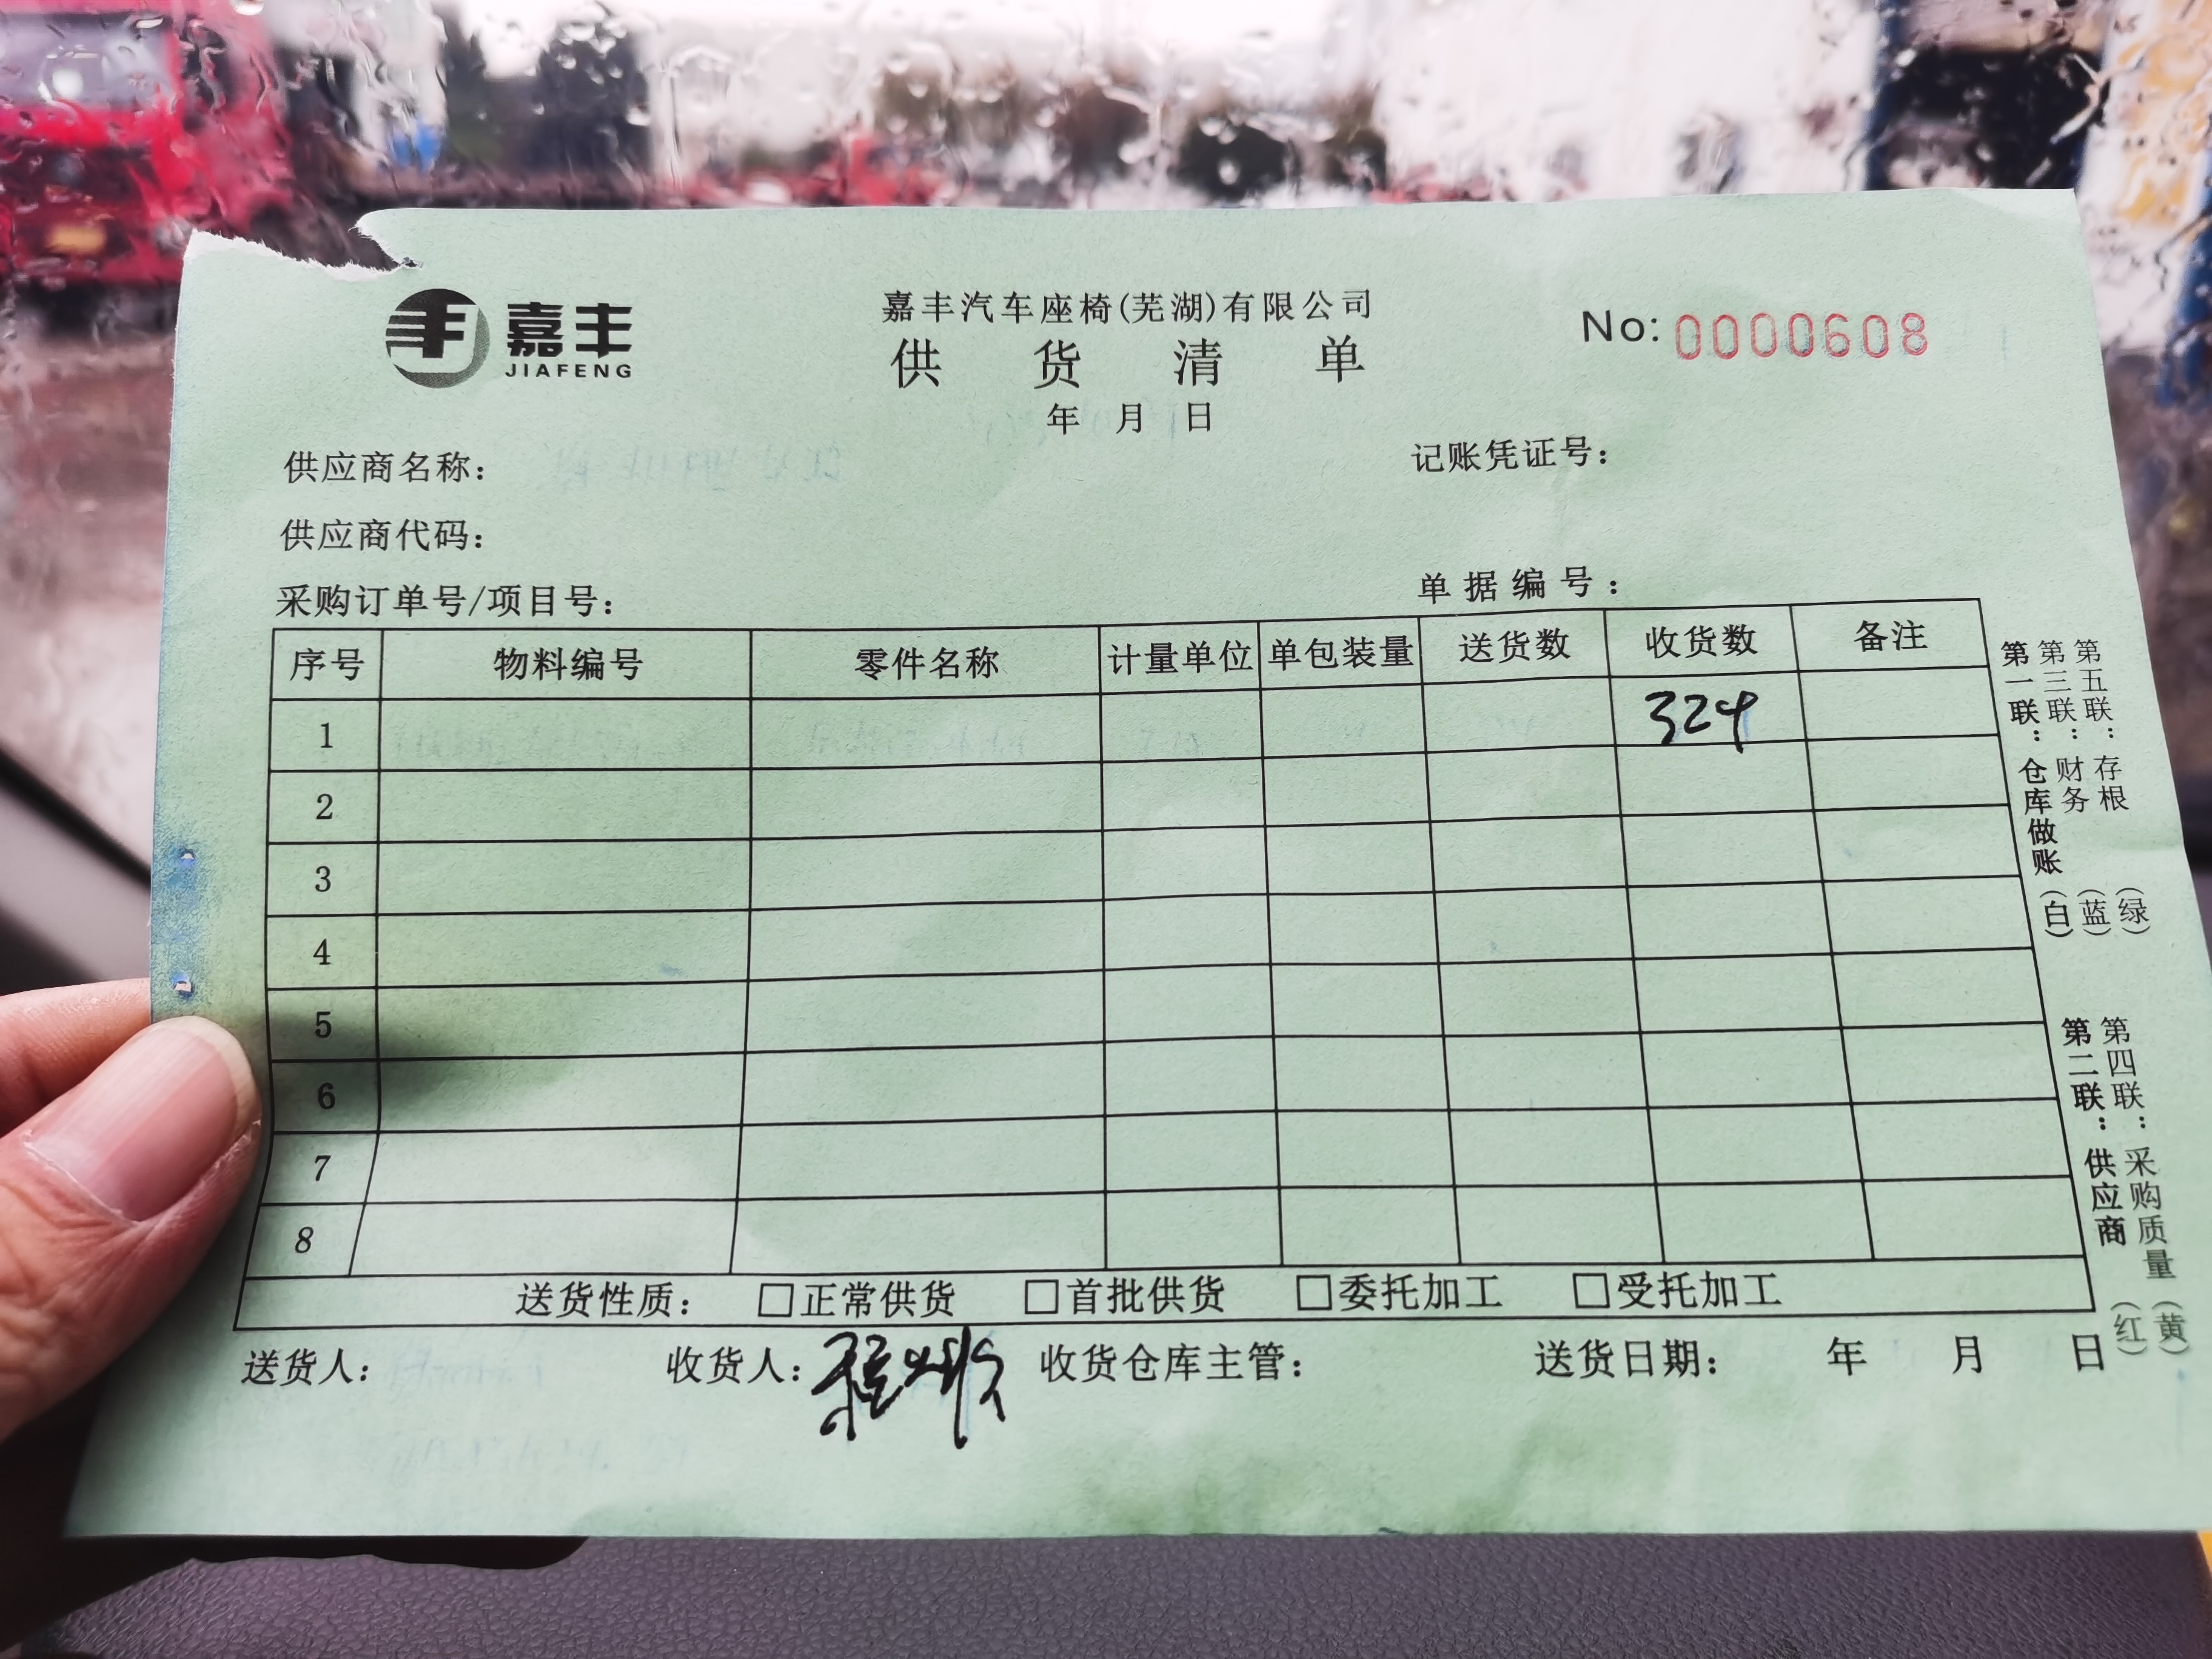 嘉丰
JIAFENG
嘉丰汽车座椅(芜湖)有限公司
供货清单
No: 0000608
年 月 日
供应商名称：
记账凭证号：
供应商代码：
采购订单号/项目号：
单据编号：
序号 物料编号 零件名称 计量单位 单包装量 送货数 收货数 备注
1 324
2
3
4
5
6
7
8
送货性质： □正常供货 □首批供货 □委托加工 □受托加工
送货人： 收货人： 收货仓库主管： 送货日期： 年 月 日
第一联：仓库做账（白）
第三联：财务（蓝）
第五联：存根（绿）
第二联：供应商（红）
第四联：采购质量（黄）